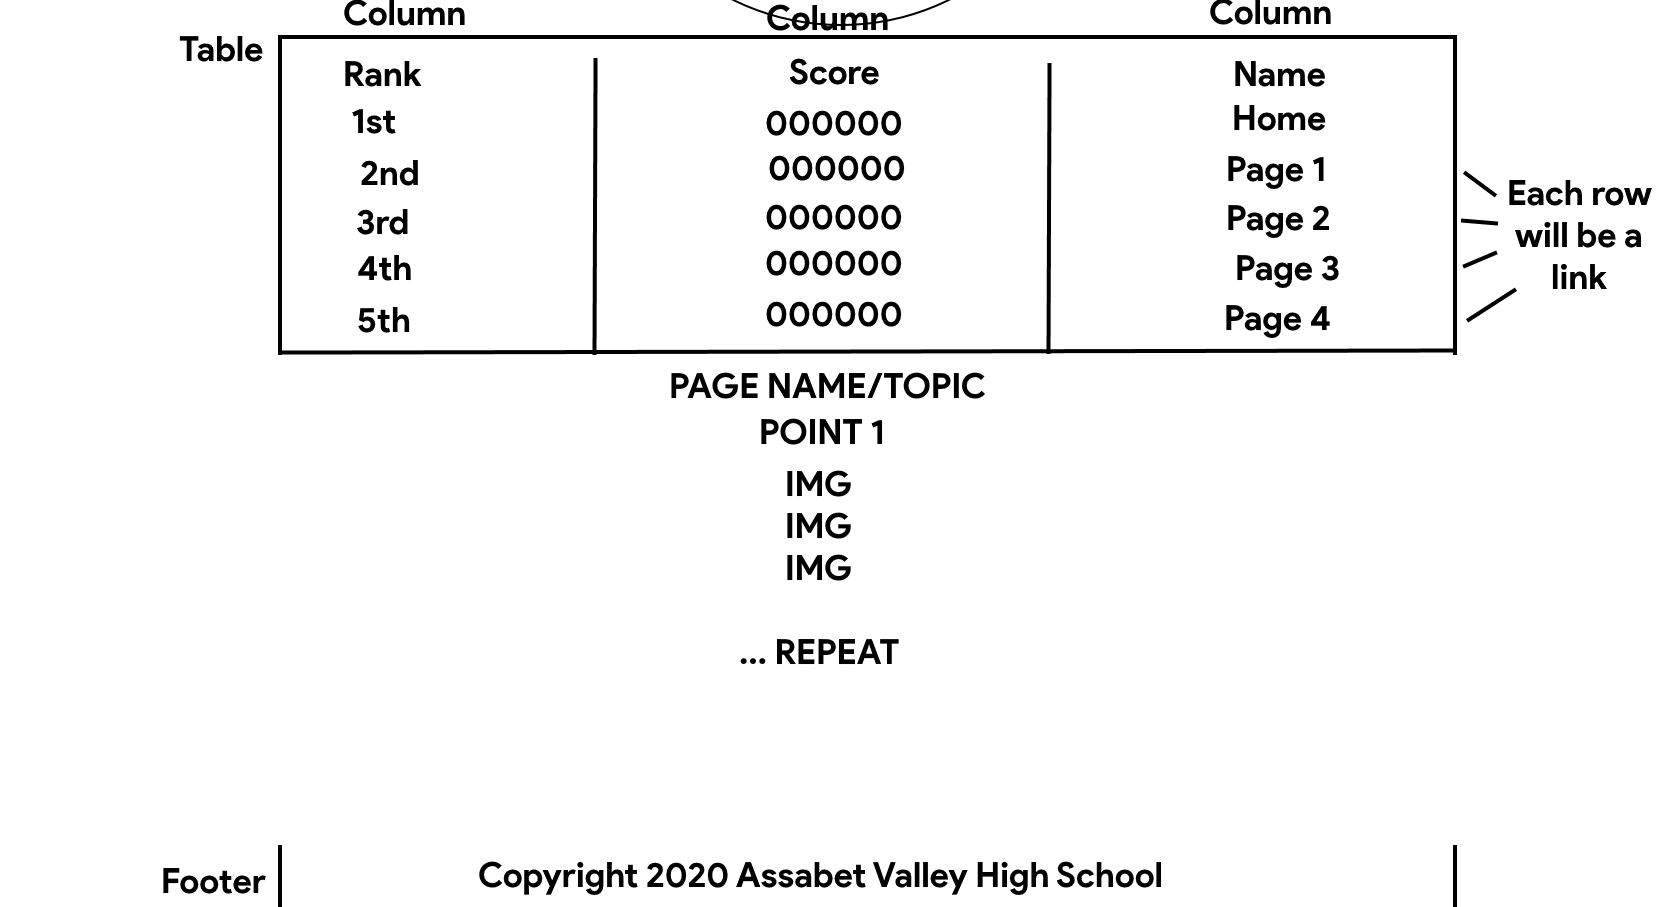 Column Column Column
Table
Rank Score Name
1st 000000 Home
2nd 000000 Page 1
3rd 000000 Page 2
4th 000000 Page 3
5th 000000 Page 4
Each row
will be a
link
PAGE NAME/TOPIC
POINT 1
IMG
IMG
IMG
... REPEAT
Footer
Copyright 2020 Assabet Valley High School